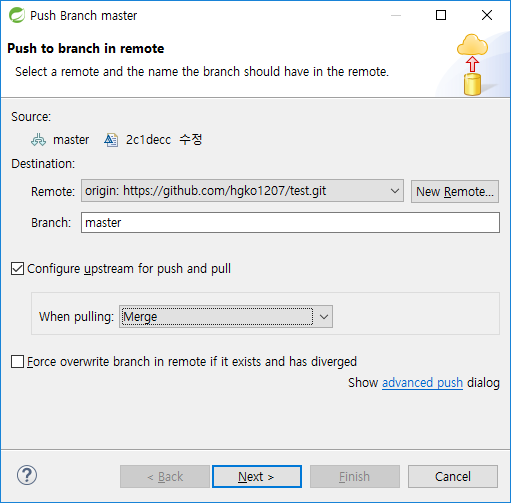 Push Branch master
Push to branch in remote
Select a remote and the name the branch should have in the remote.
Source:
master 2c1decc 수정
Destination:
Remote: origin: https://github.com/hgko1207/test.git New Remote...
Branch: master
Configure upstream for push and pull
When pulling: Merge
Force overwrite branch in remote if it exists and has diverged
Show advanced push dialog
? < Back Next > Finish Cancel